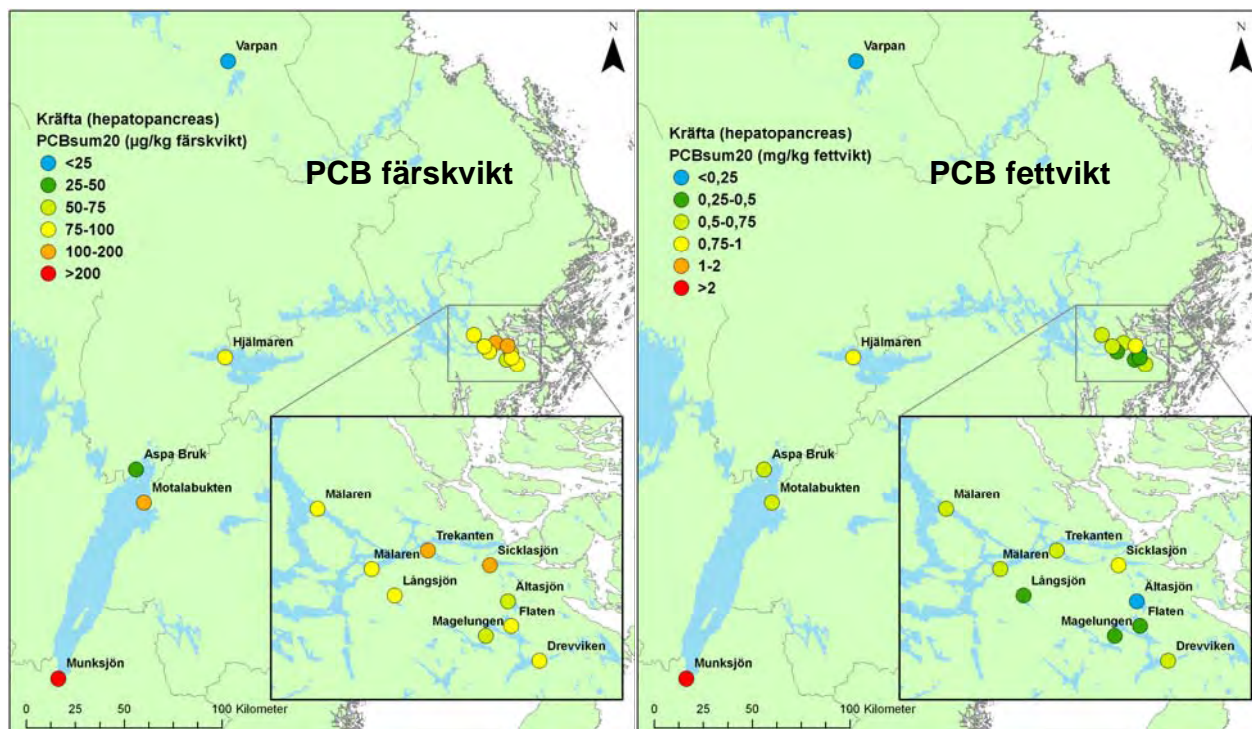 Varpan
N
Kräfta (hepatopancreas)
PCBsum20 (µg/kg färskvikt)
<25
25-50
50-75
75-100
100-200
>200
PCB färskvikt
Hjälmaren
Aspa Bruk
Motalabukten
Munksjön
Mälaren
Trekanten
Sicklasjön
Mälaren
Långsjön
Ältasjön
Flaten
Magelungen
Drevviken
0 25 50 100 Kilometer
Varpan
N
Kräfta (hepatopancreas)
PCBsum20 (mg/kg fettvikt)
<0,25
0,25-0,5
0,5-0,75
0,75-1
1-2
>2
PCB fettvikt
Hjälmaren
Aspa Bruk
Motalabukten
Munksjön
Mälaren
Trekanten
Sicklasjön
Mälaren
Långsjön
Ältasjön
Flaten
Magelungen
Drevviken
0 25 50 100 Kilometer